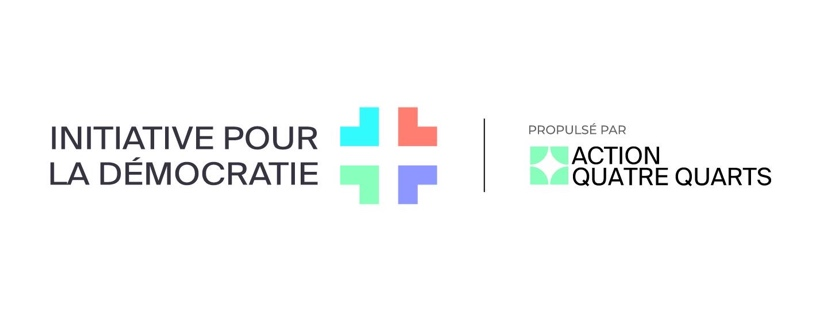 INITIATIVE POUR
LA DÉMOCRATIE
PROPULSÉ PAR
ACTION
QUATRE QUARTS